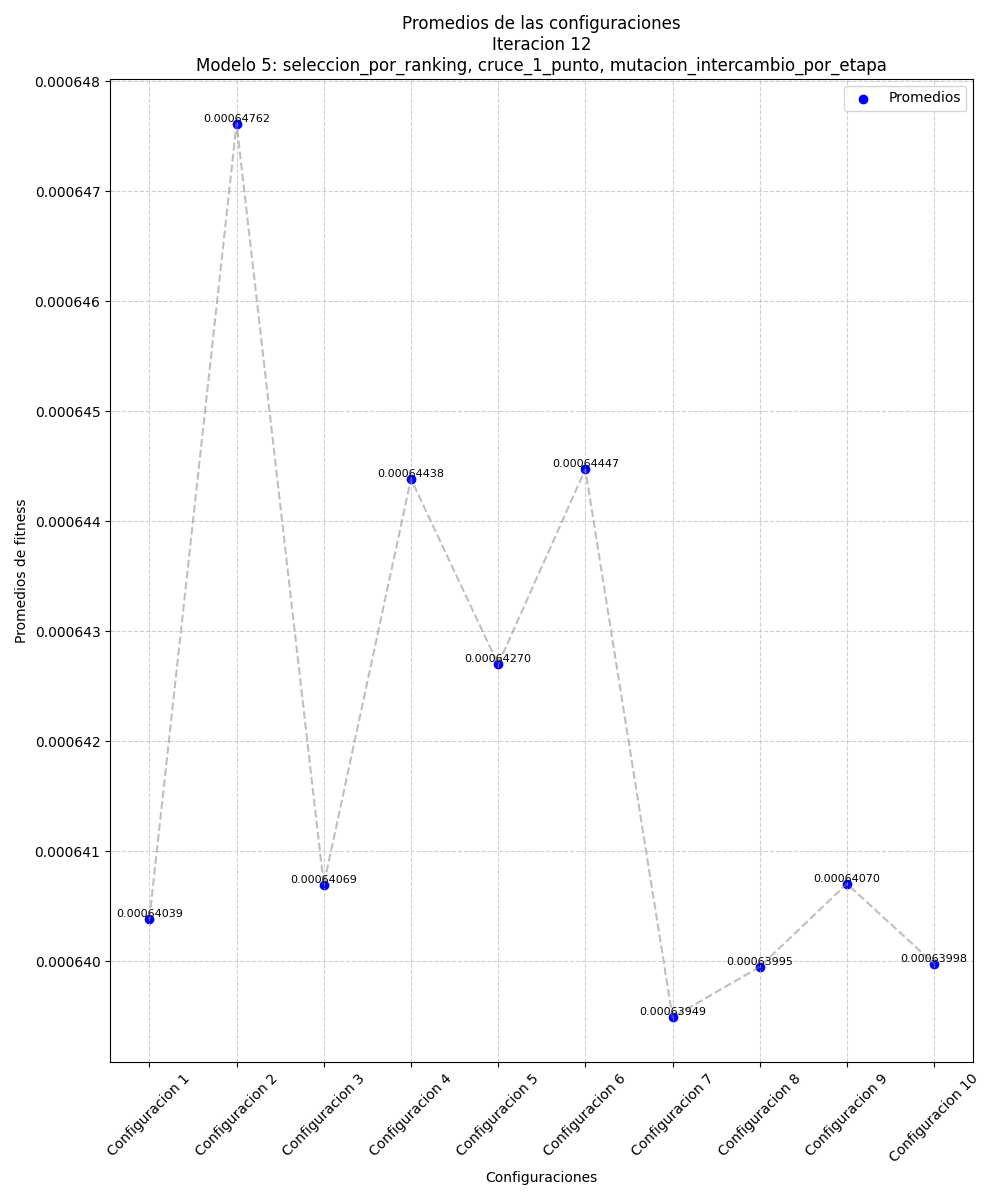 Promedios de las configuraciones
Iteracion 12
Modelo 5: seleccion_por_ranking, cruce_1_punto, mutacion_intercambio_por_etapa
Promedios
0.000648
0.000647
0.000646
0.000645
0.000644
0.000643
0.000642
0.000641
0.000640
Promedios de fitness
0.00064039
0.00064762
0.00064069
0.00064438
0.00064270
0.00064447
0.00063949
0.00063995
0.00064070
0.00063998
Configuracion 1
Configuracion 2
Configuracion 3
Configuracion 4
Configuracion 5
Configuracion 6
Configuracion 7
Configuracion 8
Configuracion 9
Configuracion 10
Configuraciones